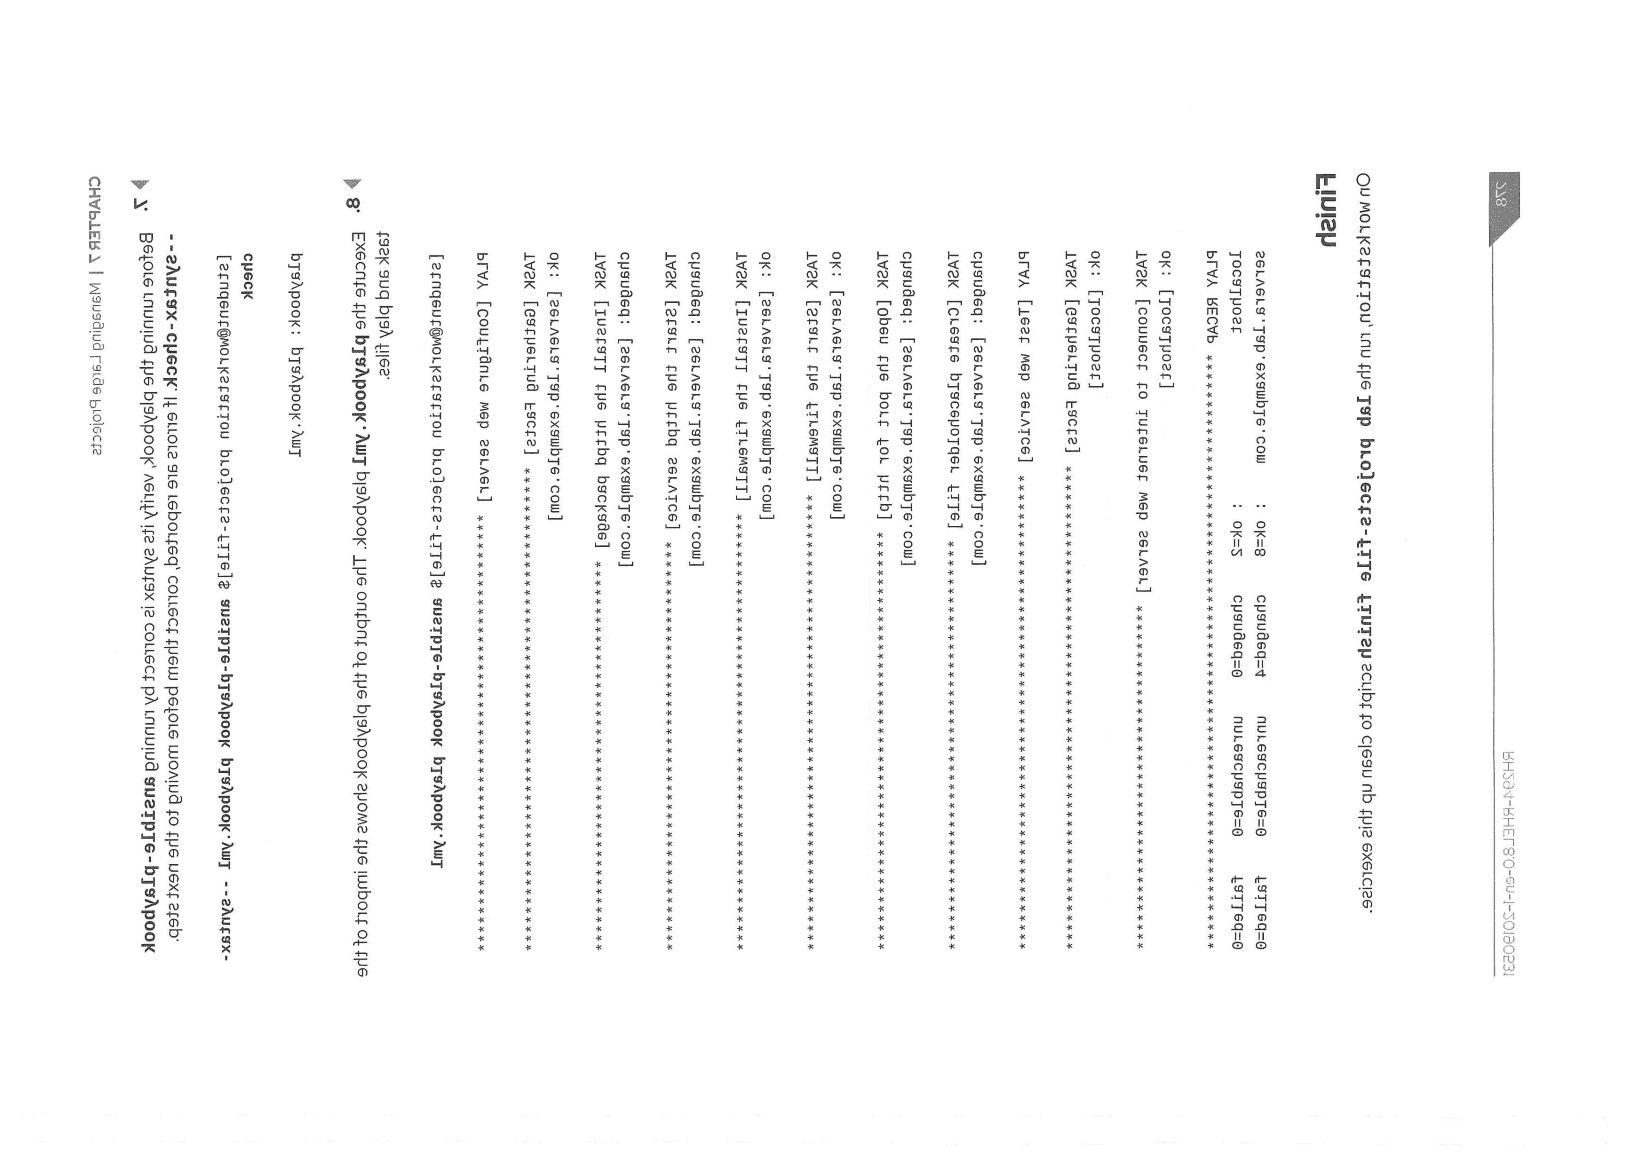 CHAPTER 7 | Managing Large Projects
7. Before running the playbook, verify its syntax is correct by running ansible-playbook
--syntax-check. If errors are reported, correct them before moving to the next step.
[student@workstation projects-file]$ ansible-playbook playbook.yml --syntax-
check
playbook: playbook.yml
8. Execute the playbook.yml playbook. The output of the playbook shows the import of the
task and play files.
[student@workstation projects-file]$ ansible-playbook playbook.yml
PLAY [Configure web server] ***********************************************
TASK [Gathering Facts] ****************************************************
ok: [servera.lab.example.com]
TASK [Install the httpd package] ******************************************
changed: [servera.lab.example.com]
TASK [Start the httpd service] ********************************************
changed: [servera.lab.example.com]
TASK [Install the firewall] ***********************************************
ok: [servera.lab.example.com]
TASK [Start the firewall] *************************************************
ok: [servera.lab.example.com]
TASK [Open the port for http] *********************************************
changed: [servera.lab.example.com]
TASK [Create placeholder file] ********************************************
changed: [servera.lab.example.com]
PLAY [Test web service] ***************************************************
TASK [Gathering Facts] ****************************************************
ok: [localhost]
TASK [connect to internet web server] *************************************
ok: [localhost]
PLAY RECAP ****************************************************************
localhost : ok=2 changed=0 unreachable=0 failed=0
servera.lab.example.com : ok=8 changed=4 unreachable=0 failed=0
Finish
On workstation, run the lab projects-file finish script to clean up this exercise.
278
RH294-RHEL8.0-en-1-20190531